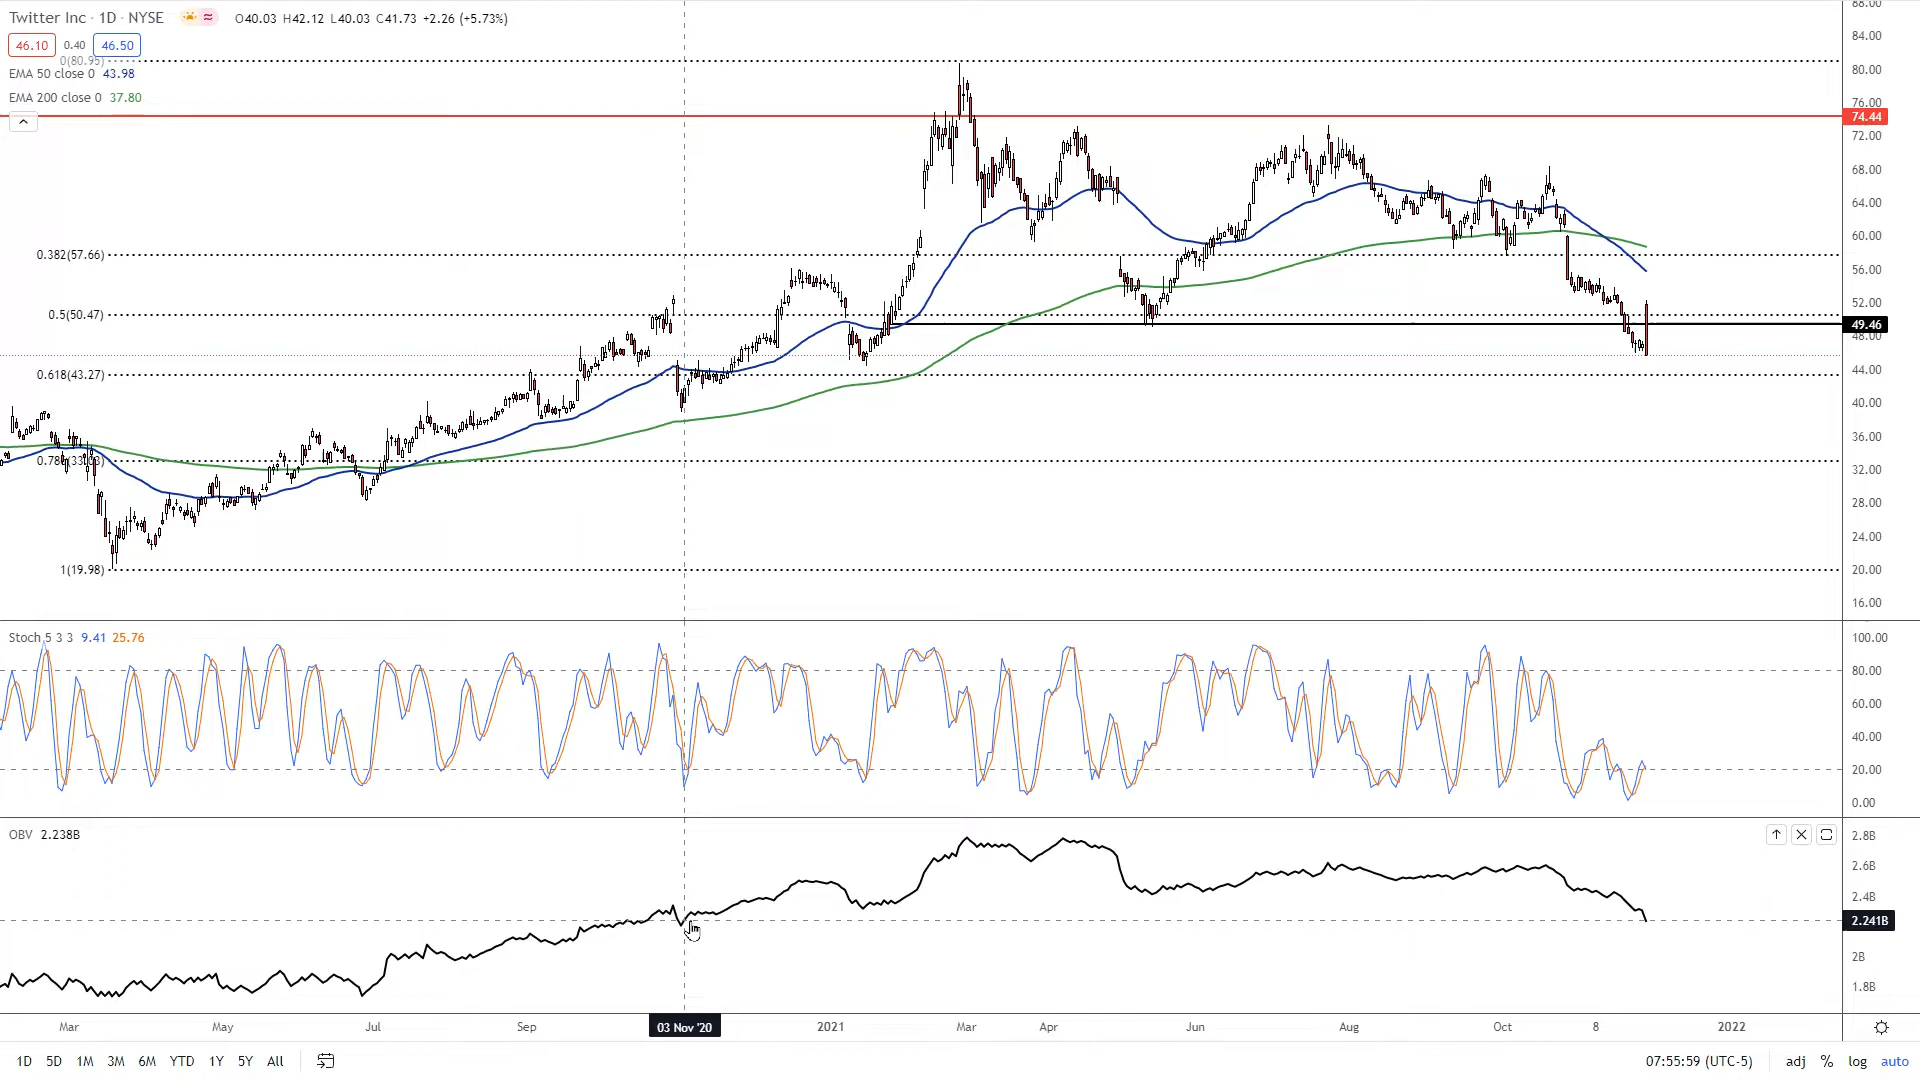 Twitter Inc · 1D · NYSE O40.03 H42.12 L40.03 C41.73 +2.26 (+5.73%)
46.10 0.40 46.50
0(80.95)
EMA 50 close 0 43.98
EMA 200 close 0 37.80
0.382(57.66)
0.5(50.47)
0.618(43.27)
1(19.98)
88.00
84.00
80.00
76.00
74.44
72.00
68.00
64.00
60.00
56.00
52.00
49.46
48.00
44.00
40.00
36.00
32.00
28.00
24.00
20.00
16.00
Stoch 5 3 3 9.41 25.76
100.00
80.00
60.00
40.00
20.00
0.00
OBV 2.238B
2.8B
2.6B
2.4B
2.241B
2B
1.8B
Mar May Jul Sep 03 Nov '20 2021 Mar Apr Jun Aug Oct 8 2022
1D 5D 1M 3M 6M YTD 1Y 5Y All 07:55:59 (UTC-5) adj % log auto